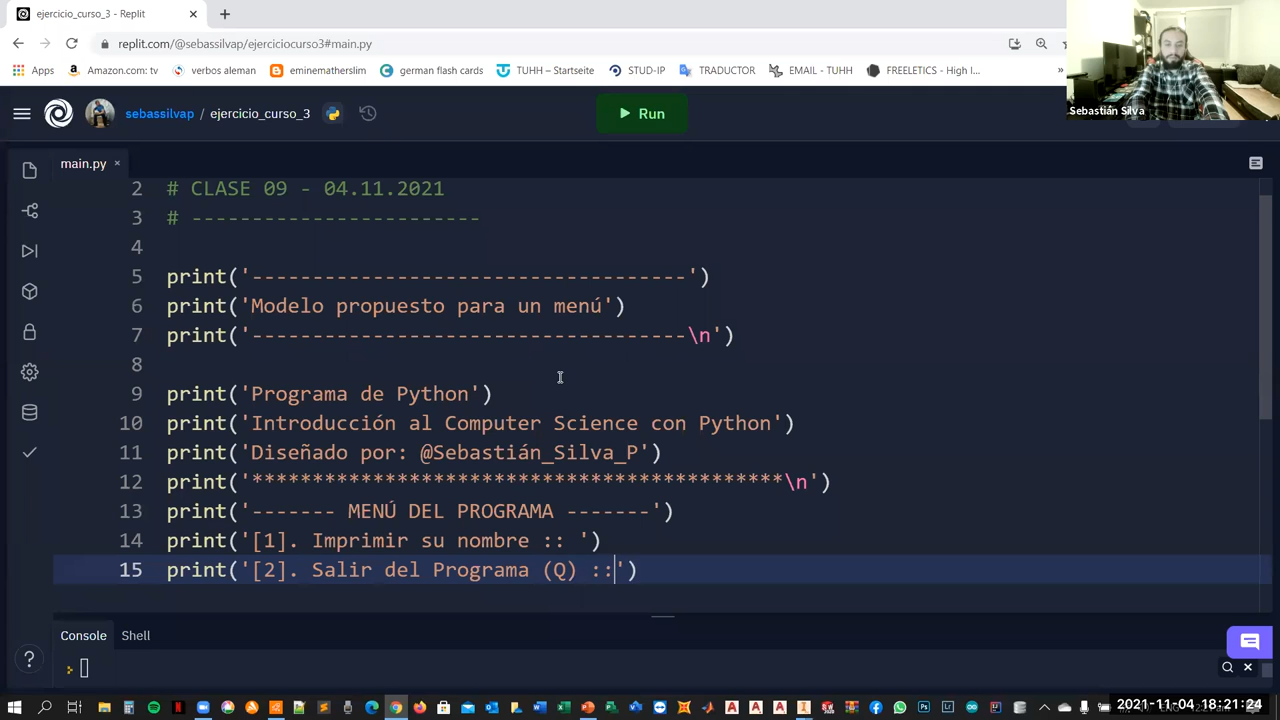 ejercicio_curso_3 - Replit
replit.com/@sebassilvap/ejerciciocurso3#main.py
Apps
Amazon.com: tv
verbos aleman
eminematherslim
german flash cards
TUHH – Startseite
STUD-IP
TRADUCTOR
EMAIL - TUHH
FREELETICS - High I...
»
Sebastián Silva
sebassilvap / ejercicio_curso_3
Run
main.py
2 # CLASE 09 - 04.11.2021
3 # ------------------------
4
5 print('------------------------------------')
6 print('Modelo propuesto para un menú')
7 print('------------------------------------\n')
8
9 print('Programa de Python')
10 print('Introducción al Computer Science con Python')
11 print('Diseñado por: @Sebastián_Silva_P')
12 print('********************************************\n')
13 print('------- MENÚ DEL PROGRAMA -------')
14 print('[1]. Imprimir su nombre :: ')
15 print('[2]. Salir del Programa (Q) ::')
Console
Shell
2021-11-04 18:21:24